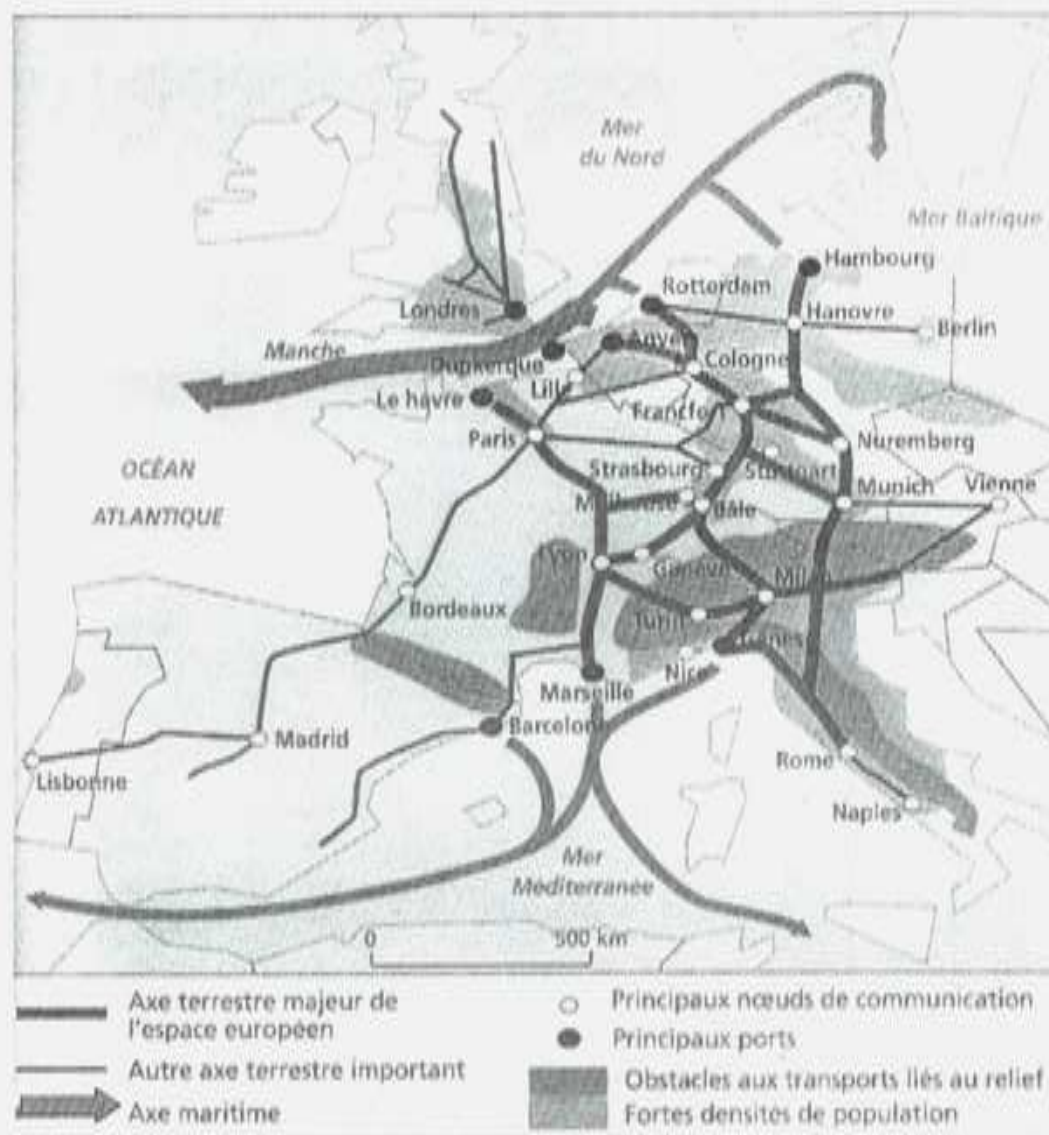 Mer
du Nord
Mer Baltique
Hambourg
Rotterdam
Londres
Hanovre
Berlin
Manche
Dunkerque
Cologne
Le havre
Francfort
Paris
Nuremberg
Strasbourg
OCÉAN
ATLANTIQUE
Munich
Vienne
Mulhouse
Bâle
Lyon
Genève
Bordeaux
Turin
Nice
Marseille
Barcelone
Madrid
Lisbonne
Rome
Naples
Mer
Méditerranée
0 500 km
Axe terrestre majeur de
l'espace européen
Autre axe terrestre important
Axe maritime
Principaux nœuds de communication
Principaux ports
Obstacles aux transports liés au relief
Fortes densités de population